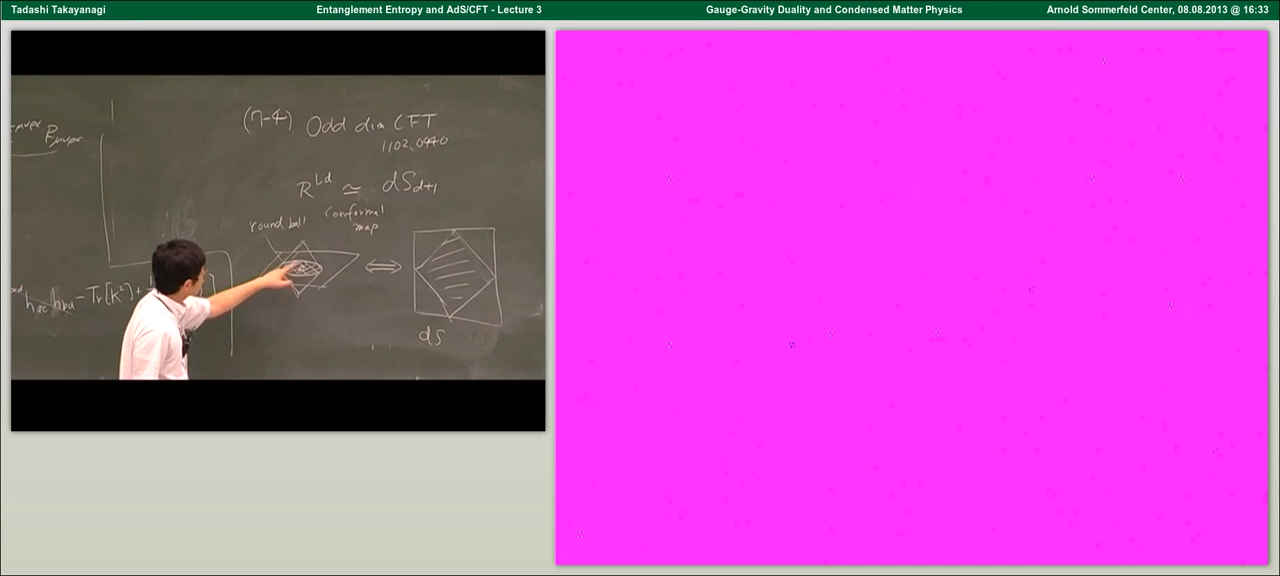 Tadashi Takayanagi Entanglement Entropy and AdS/CFT - Lecture 3 Gauge-Gravity Duality and Condensed Matter Physics Arnold Sommerfeld Center, 08.08.2013 @ 16:33
(7-4) Odd dim CFT
1102.0440
R^{1,d} ≃ dS_{d+1}
round ball conformal
map
⇔
- Tr[K²] +
dS